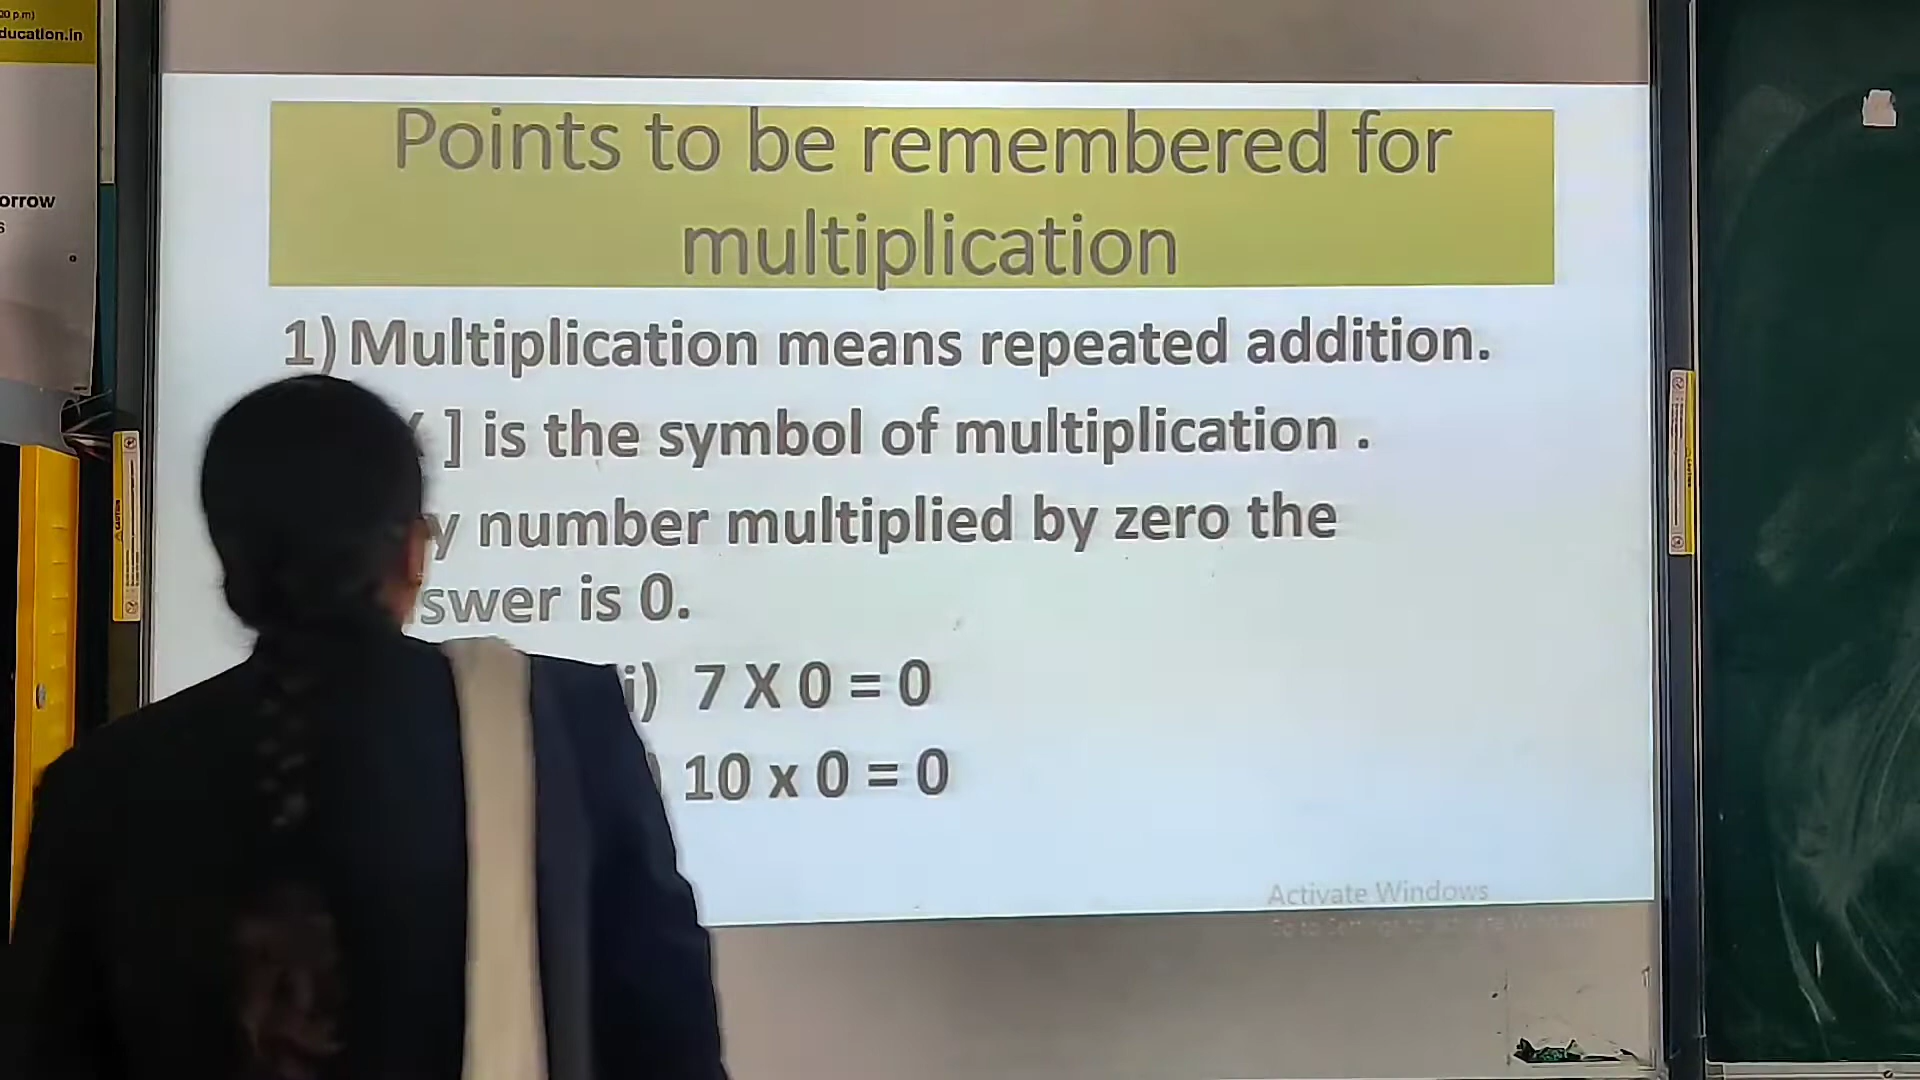 Points to be remembered for
multiplication
1) Multiplication means repeated addition.
] is the symbol of multiplication .
number multiplied by zero the
is 0.
i) 7 X 0 = 0
10 x 0 = 0
Activate Windows